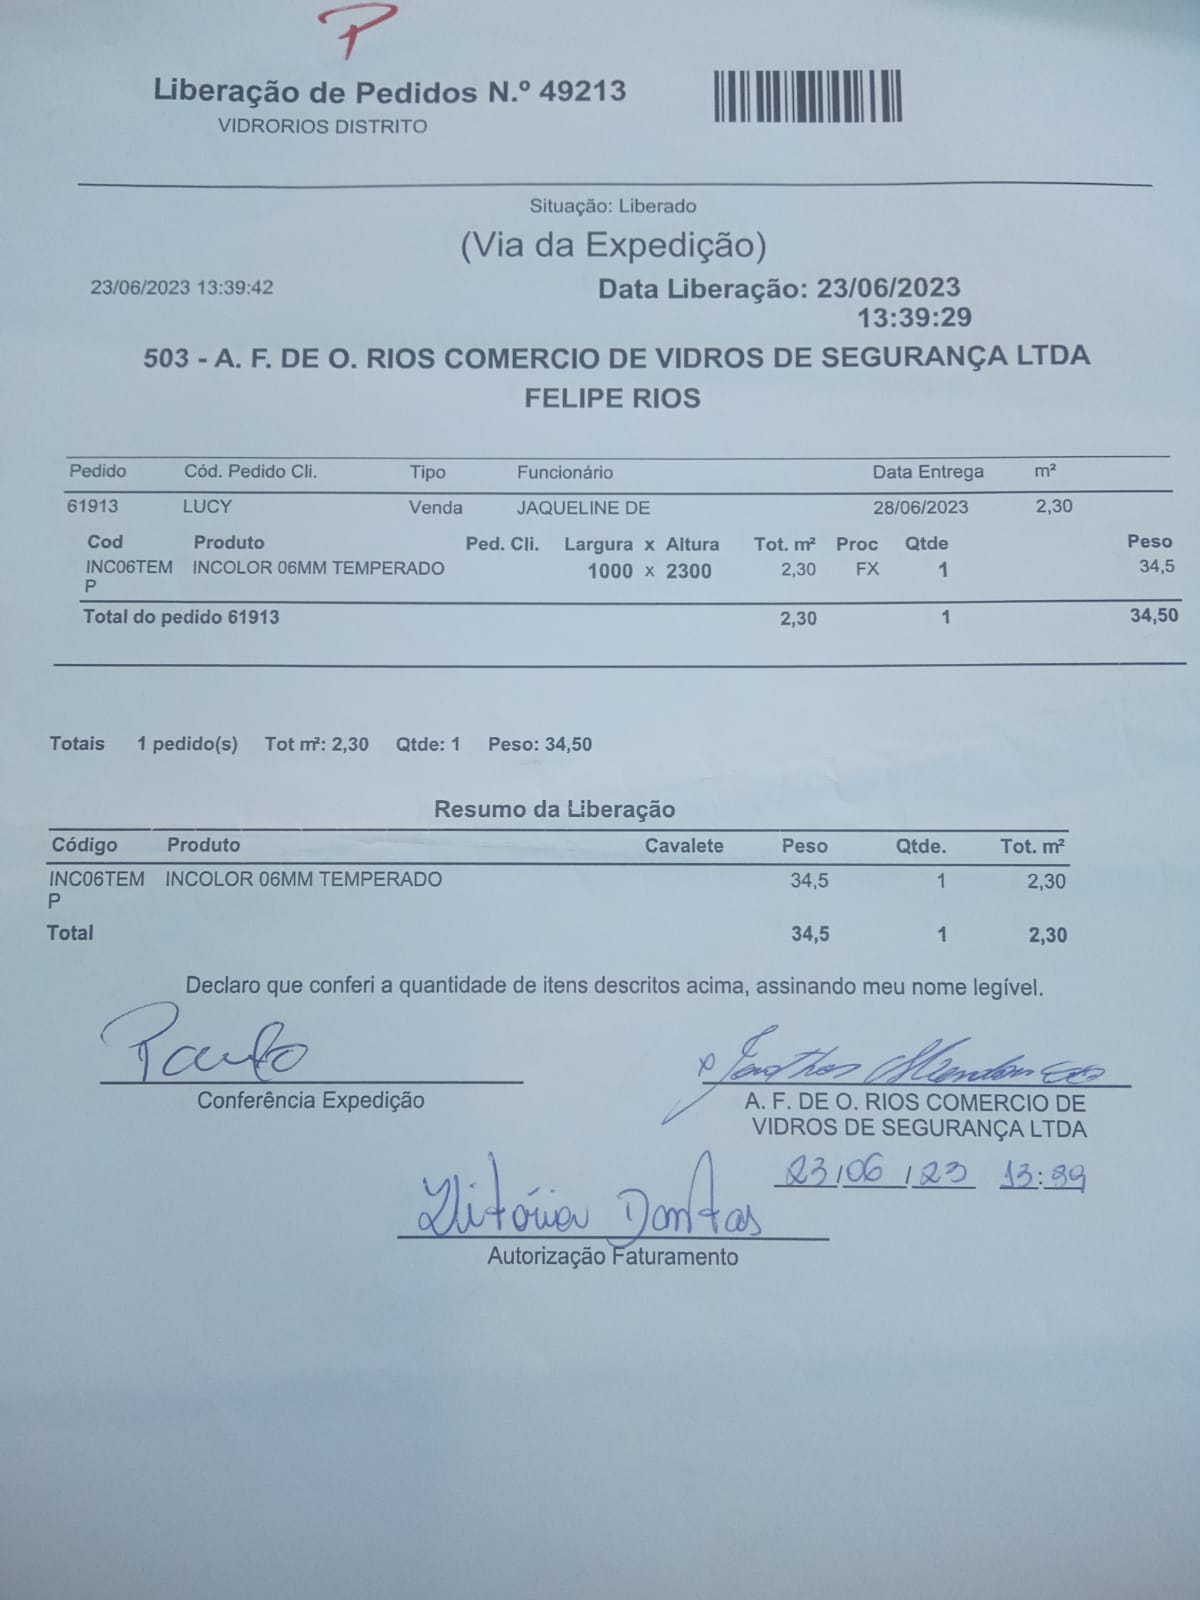 P
Liberação de Pedidos N.º 49213
VIDRORIOS DISTRITO
Situação: Liberado
(Via da Expedição)
23/06/2023 13:39:42 Data Liberação: 23/06/2023
13:39:29
503 - A. F. DE O. RIOS COMERCIO DE VIDROS DE SEGURANÇA LTDA
FELIPE RIOS
Pedido Cód. Pedido Cli. Tipo Funcionário Data Entrega m²
61913 LUCY Venda JAQUELINE DE 28/06/2023 2,30
Cod Produto Ped. Cli. Largura x Altura Tot. m² Proc Qtde Peso
INC06TEM INCOLOR 06MM TEMPERADO 1000 x 2300 2,30 FX 1 34,5
P
Total do pedido 61913 2,30 1 34,50
Totais 1 pedido(s) Tot m²: 2,30 Qtde: 1 Peso: 34,50
Resumo da Liberação
Código Produto Cavalete Peso Qtde. Tot. m²
INC06TEM INCOLOR 06MM TEMPERADO 34,5 1 2,30
P
Total 34,5 1 2,30
Declaro que conferi a quantidade de itens descritos acima, assinando meu nome legível.
Paulo
Conferência Expedição
A. F. DE O. RIOS COMERCIO DE
VIDROS DE SEGURANÇA LTDA
23/06/23 13:39
Vitória Dantas
Autorização Faturamento